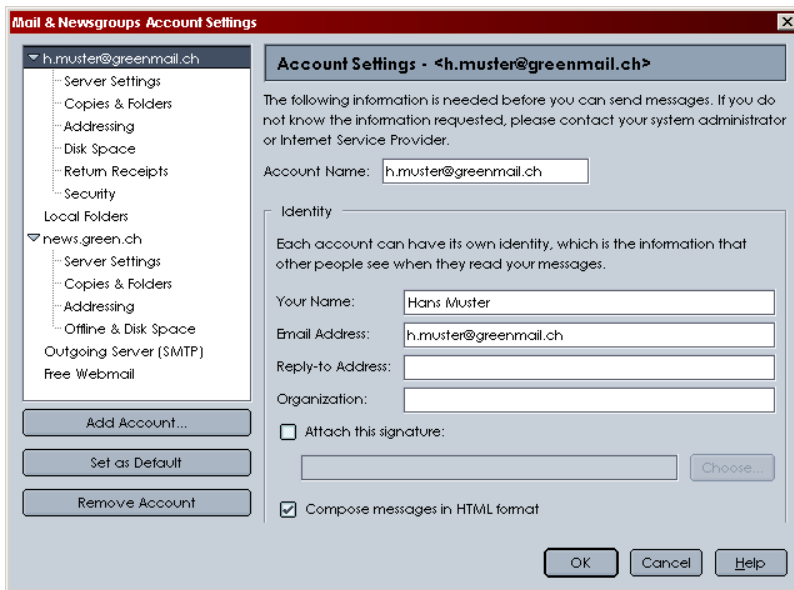 Mail & Newsgroups Account Settings
h.muster@greenmail.ch
Server Settings
Copies & Folders
Addressing
Disk Space
Return Receipts
Security
Local Folders
news.green.ch
Server Settings
Copies & Folders
Addressing
Offline & Disk Space
Outgoing Server (SMTP)
Free Webmail
Add Account...
Set as Default
Remove Account
Account Settings - <h.muster@greenmail.ch>
The following information is needed before you can send messages. If you do
not know the information requested, please contact your system administrator
or Internet Service Provider.
Account Name: h.muster@greenmail.ch
Identity
Each account can have its own identity, which is the information that
other people see when they read your messages.
Your Name: Hans Muster
Email Address: h.muster@greenmail.ch
Reply-to Address:
Organization:
Attach this signature:
Choose...
Compose messages in HTML format
OK Cancel Help